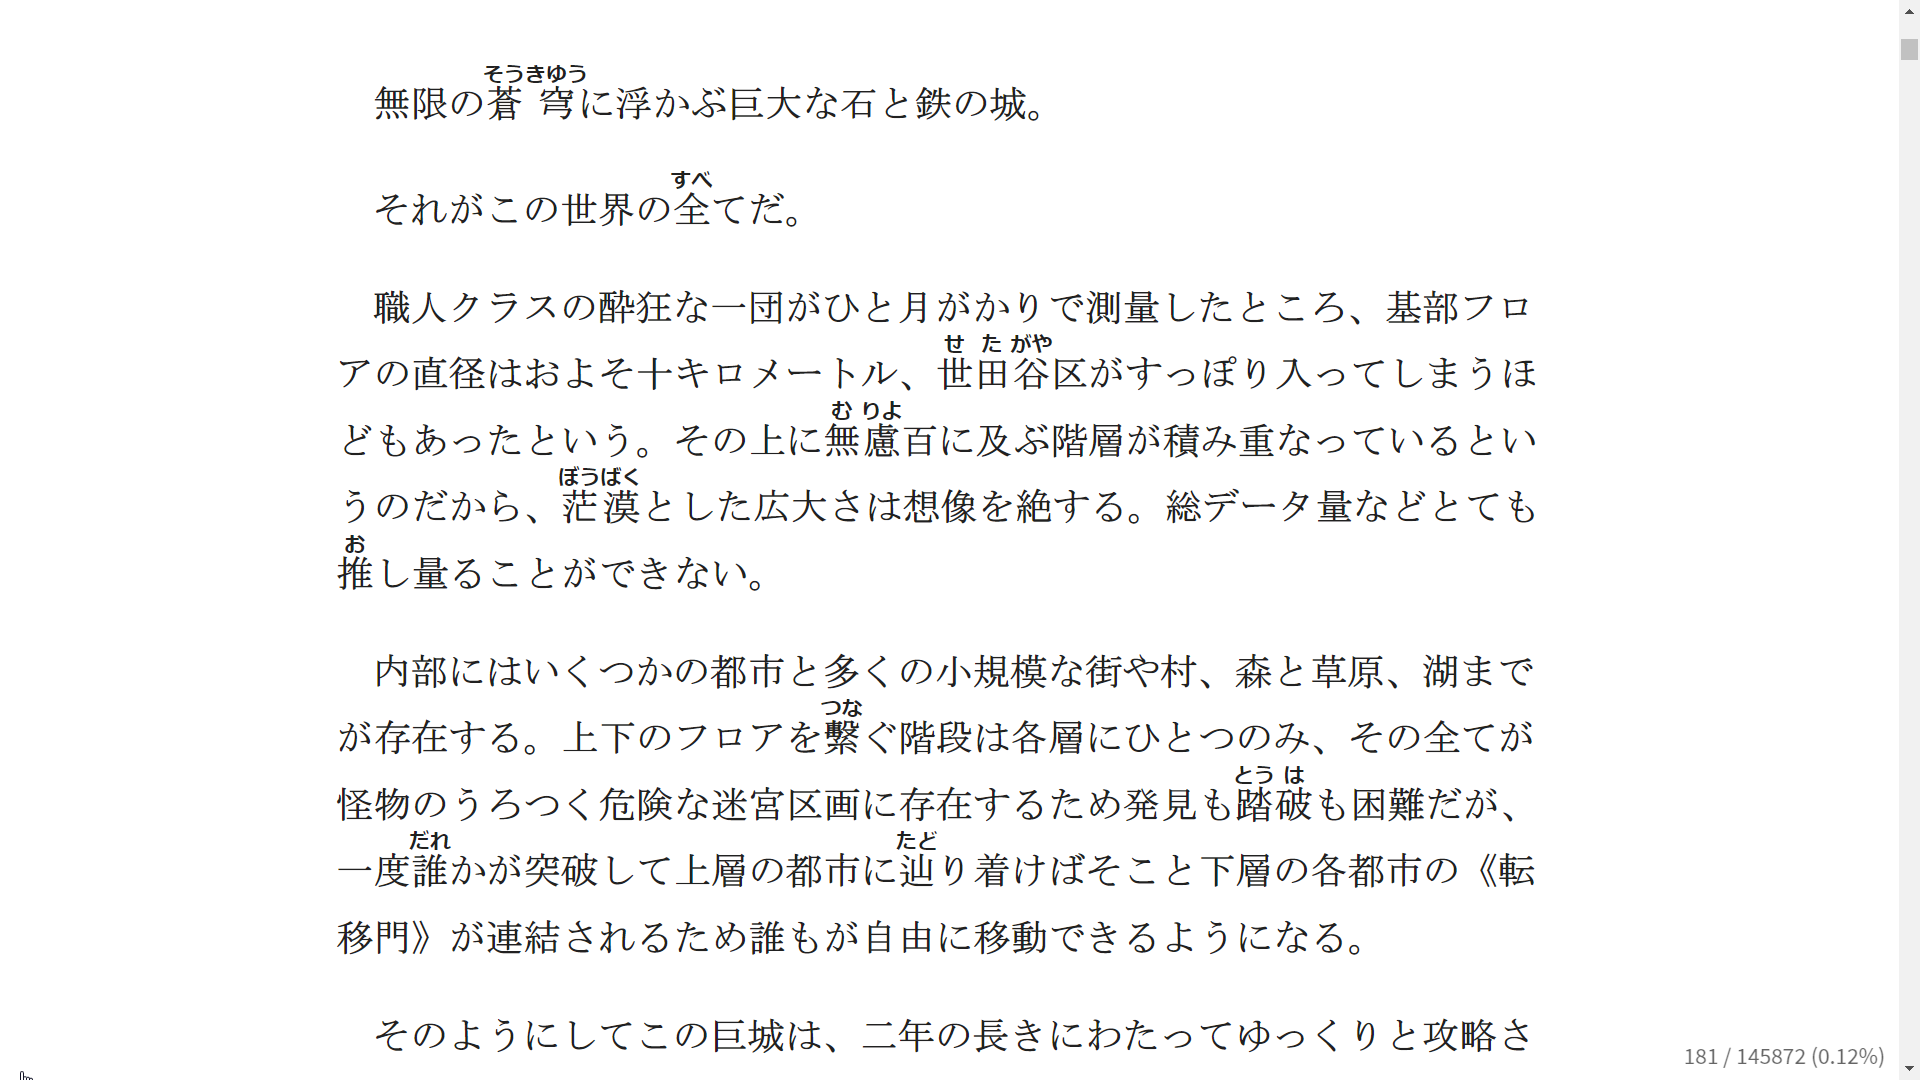 そうきゆう
無限の蒼穹に浮かぶ巨大な石と鉄の城。
すべ
それがこの世界の全てだ。
職人クラスの酔狂な一団がひと月がかりで測量したところ、基部フロ
せ た がや
アの直径はおよそ十キロメートル、世田谷区がすっぽり入ってしまうほ
む りよ
どもあったという。その上に無慮百に及ぶ階層が積み重なっているとい
ぼうばく
うのだから、茫漠とした広大さは想像を絶する。総データ量などとても
お
推し量ることができない。
内部にはいくつかの都市と多くの小規模な街や村、森と草原、湖まで
つな
が存在する。上下のフロアを繫ぐ階段は各層にひとつのみ、その全てが
とう は
怪物のうろつく危険な迷宮区画に存在するため発見も踏破も困難だが、
だれ たど
一度誰かが突破して上層の都市に辿り着けばそこと下層の各都市の《転
移門》が連結されるため誰もが自由に移動できるようになる。
そのようにしてこの巨城は、二年の長きにわたってゆっくりと攻略さ
181 / 145872 (0.12%)